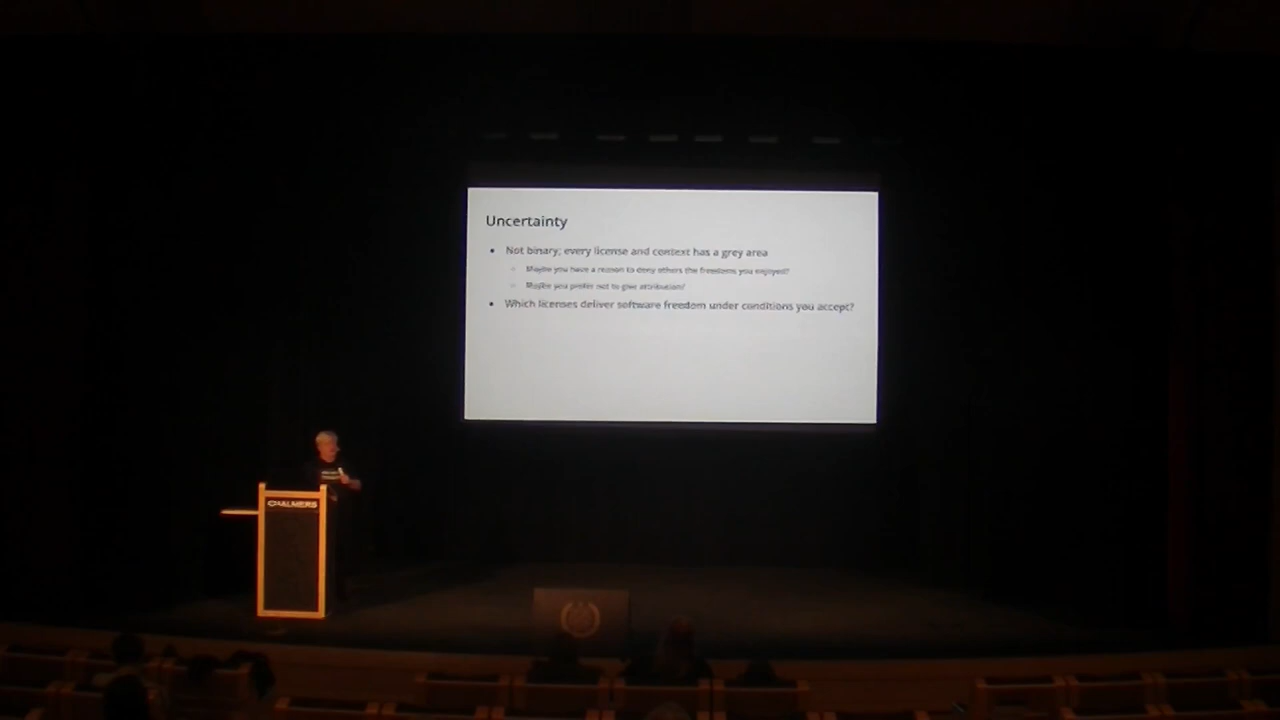 Uncertainty
Not binary; every license and context has a grey area
Maybe you have a reason to deny others the freedoms you enjoyed?
Maybe you prefer not to give attribution?
Which licenses deliver software freedom under conditions you accept?
CHALMERS